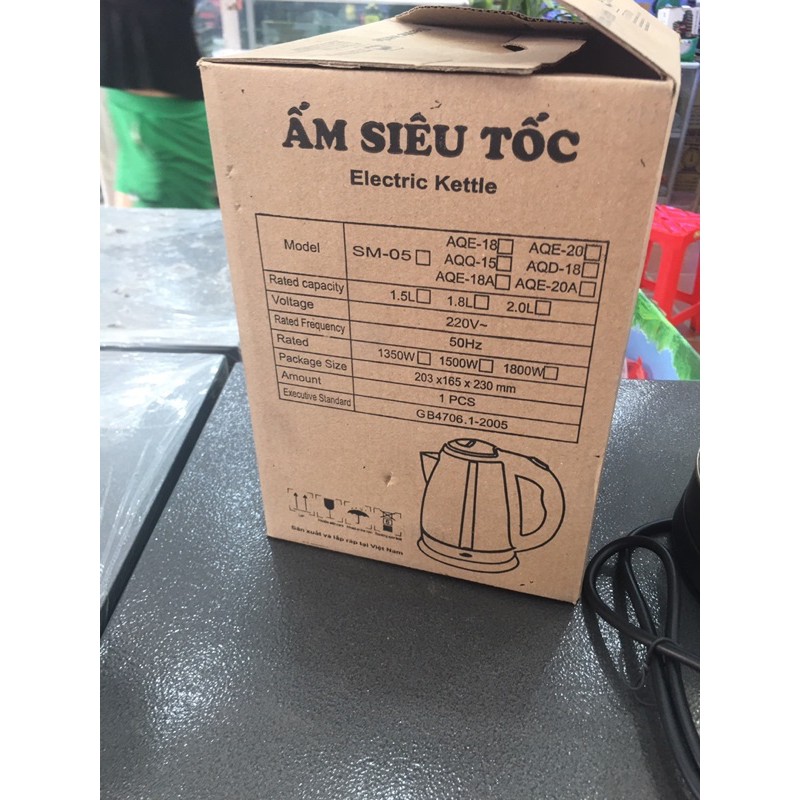 ẤM SIÊU TỐC
Electric Kettle
Model SM-05 AQE-18 AQE-20
AQQ-15 AQD-18
AQE-18A AQE-20A
Rated capacity 1.5L 1.8L 2.0L
Voltage 220V~
Rated Frequency 50Hz
Rated 1350W 1500W 1800W
Package Size 203 x165 x 230 mm
Amount 1 PCS
Executive Standard GB4706.1-2005
Sản xuất và lắp ráp tại Việt Nam